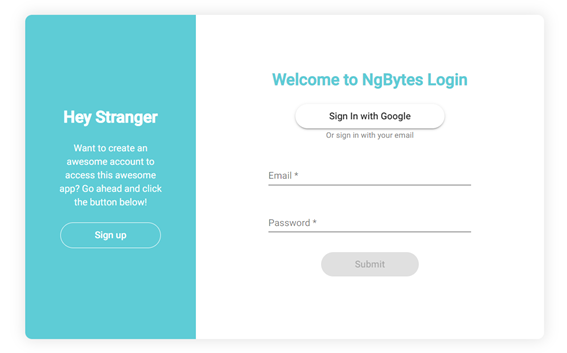 Hey Stranger
Want to create an
awesome account to
access this awesome
app? Go ahead and click
the button below!
Sign up
Welcome to NgBytes Login
Sign In with Google
Or sign in with your email
Email *
Password *
Submit